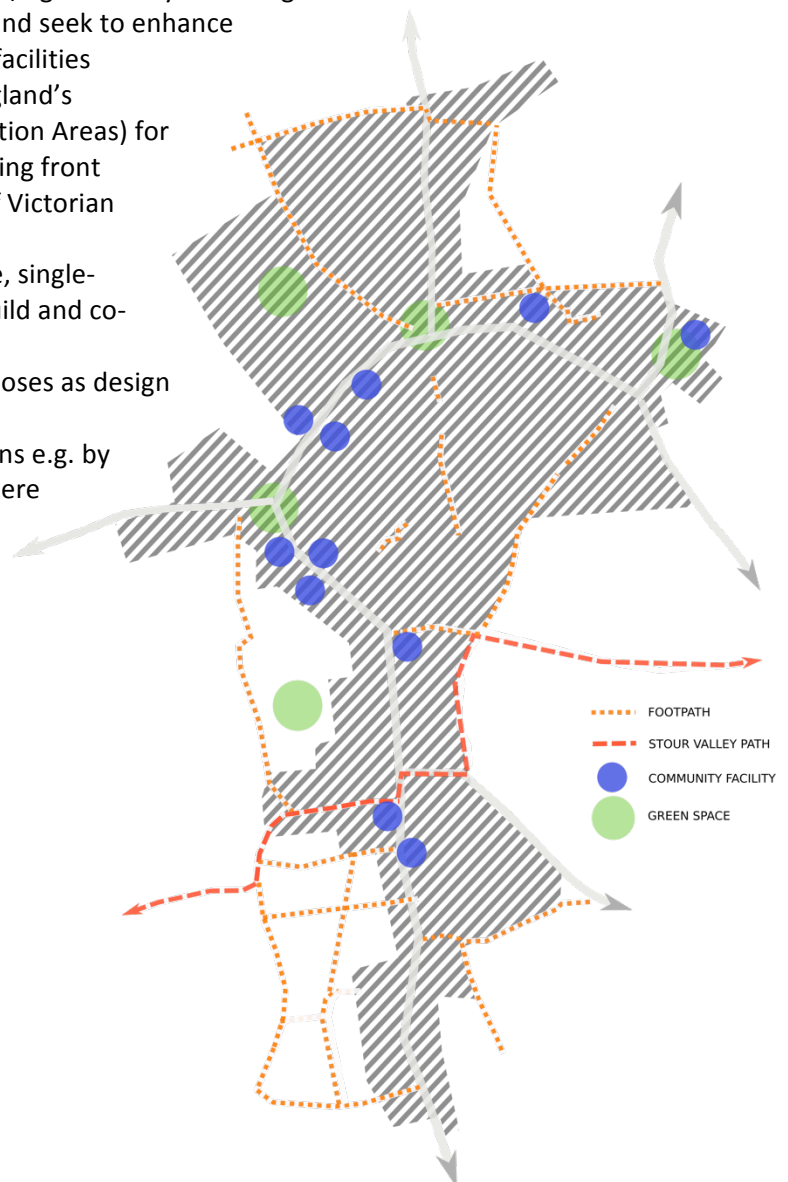 nd seek to enhance
facilities
gland's
tion Areas) for
ing front
f Victorian
e, single-
uild and co-
oses as design
ns e.g. by
ere
FOOTPATH
STOUR VALLEY PATH
COMMUNITY FACILITY
GREEN SPACE